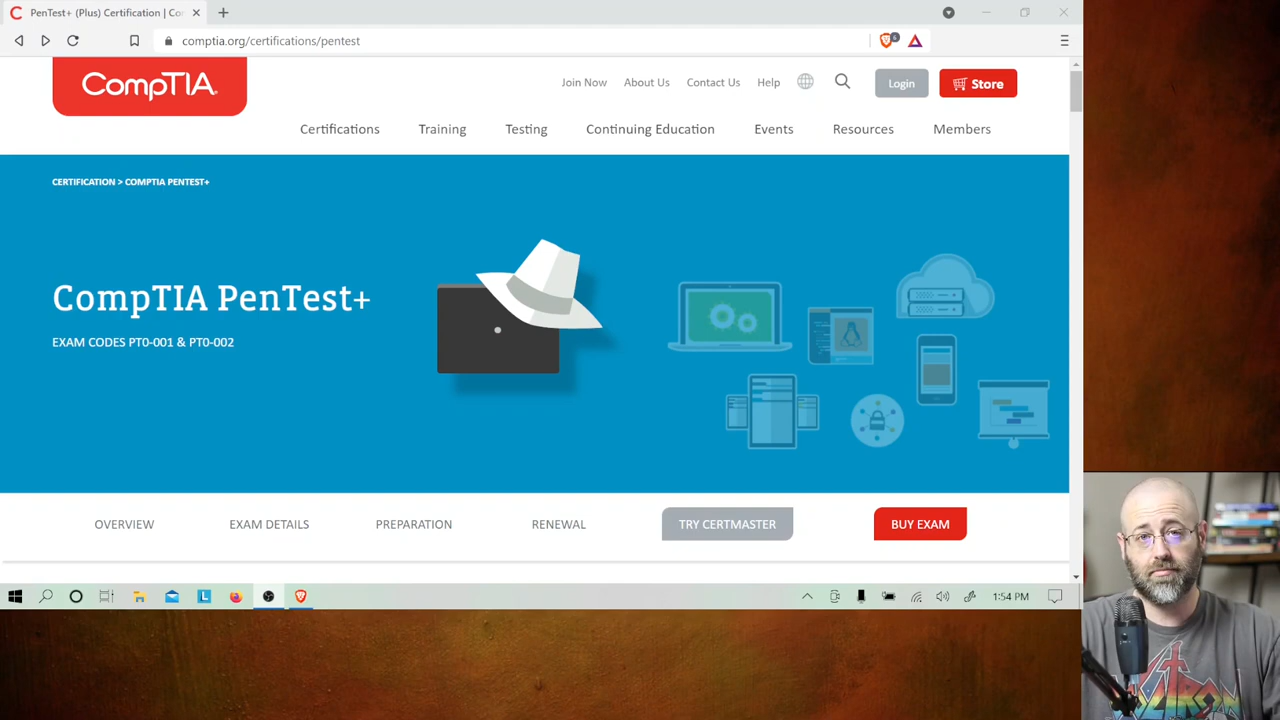 PenTest+ (Plus) Certification | Co
comptia.org/certifications/pentest
6
CompTIA.
Join Now
About Us
Contact Us
Help
Login
Store
Certifications
Training
Testing
Continuing Education
Events
Resources
Members
CERTIFICATION > COMPTIA PENTEST+
CompTIA PenTest+
EXAM CODES PT0-001 & PT0-002
OVERVIEW
EXAM DETAILS
PREPARATION
RENEWAL
TRY CERTMASTER
BUY EXAM
L
1:54 PM